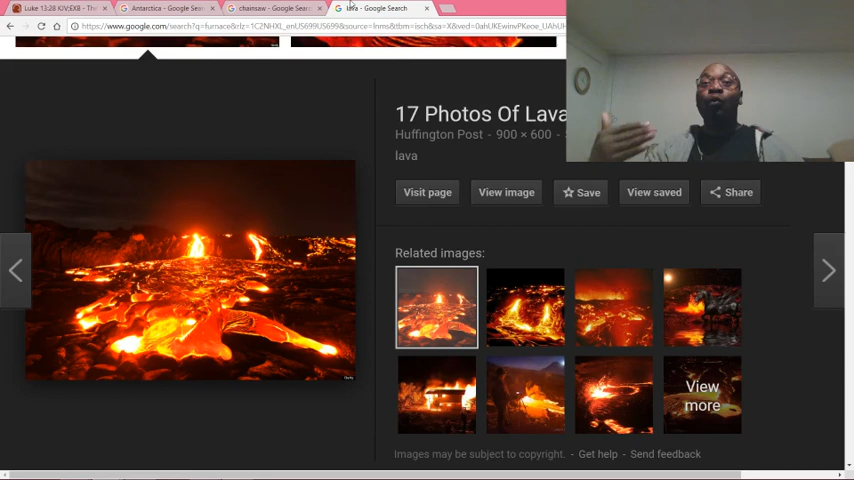 Luke 13:28 KJV;EXB - The
Antarctica - Google Sear
chainsaw - Google Search
lava - Google Search
https://www.google.com/search?q=furnace&rlz=1C2NHXL_enUS699US699&source=lnms&tbm=isch&sa=X&ved=
17 Photos Of Lava
Huffington Post - 900 × 600 -
lava
Visit page
View image
Save
View saved
Share
Related images:
View more
Images may be subject to copyright. - Get help - Send feedback